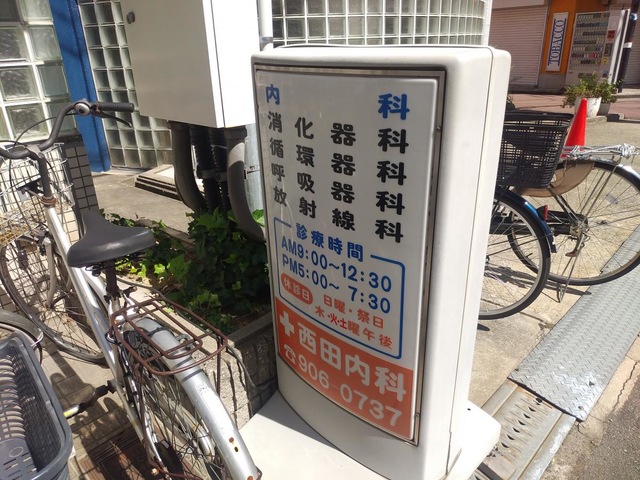 内科
消化器科
循環器科
呼吸器科
放射線科
診療時間
AM9:00~12:30
PM5:00~7:30
休診日 日曜・祭日
木・火・土曜午後
西田内科
☎906-0737
TOBACCO